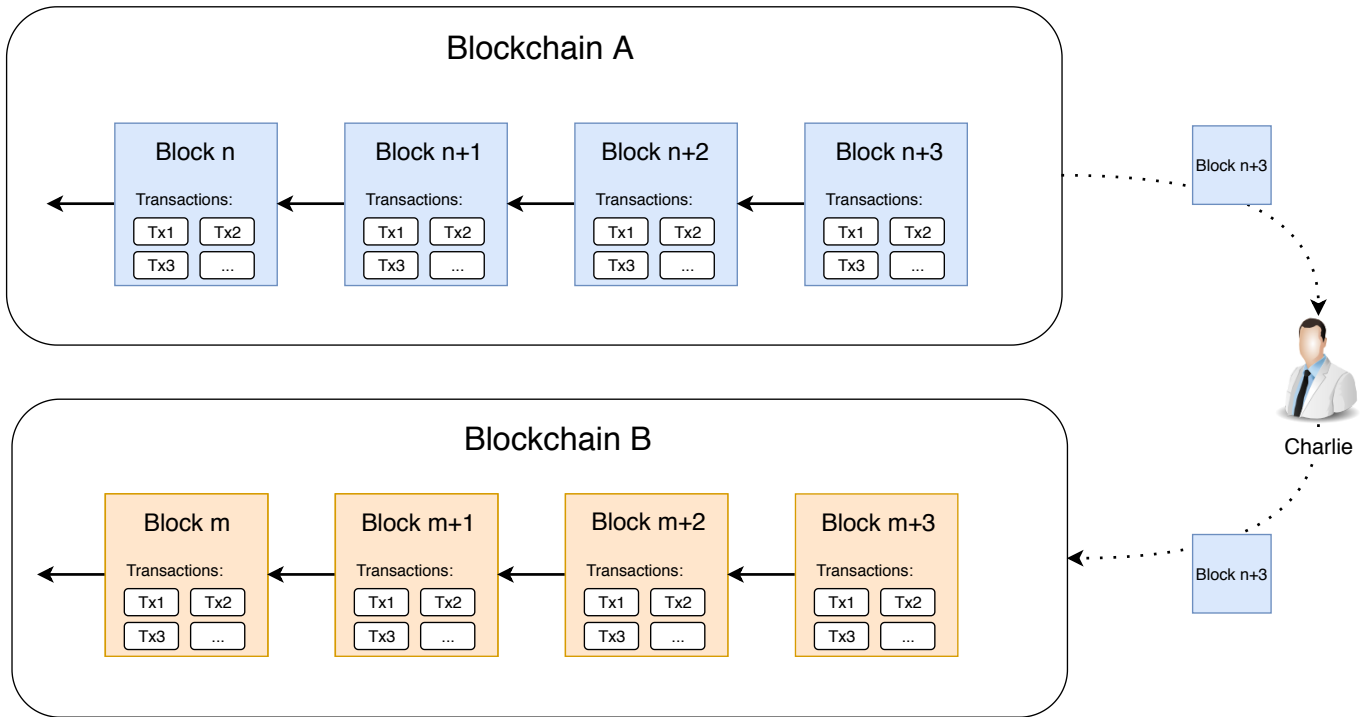 Blockchain A
Block n
Transactions:
Tx1 Tx2
Tx3 ...
Block n+1
Transactions:
Tx1 Tx2
Tx3 ...
Block n+2
Transactions:
Tx1 Tx2
Tx3 ...
Block n+3
Transactions:
Tx1 Tx2
Tx3 ...
Block n+3
Charlie
Blockchain B
Block m
Transactions:
Tx1 Tx2
Tx3 ...
Block m+1
Transactions:
Tx1 Tx2
Tx3 ...
Block m+2
Transactions:
Tx1 Tx2
Tx3 ...
Block m+3
Transactions:
Tx1 Tx2
Tx3 ...
Block n+3